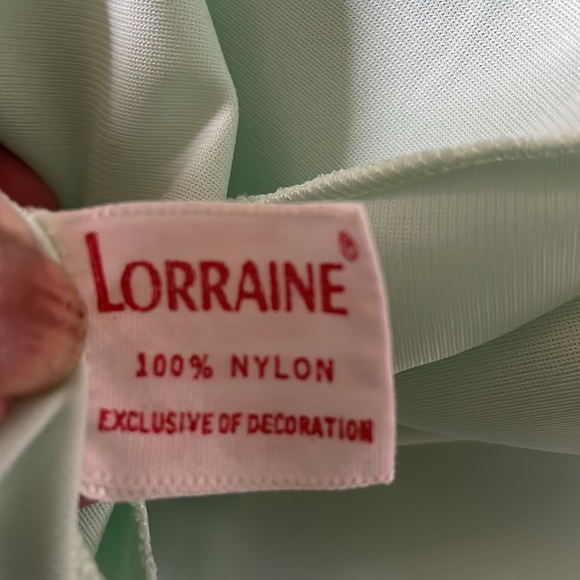 LORRAINE®
100% NYLON
EXCLUSIVE OF DECORATION